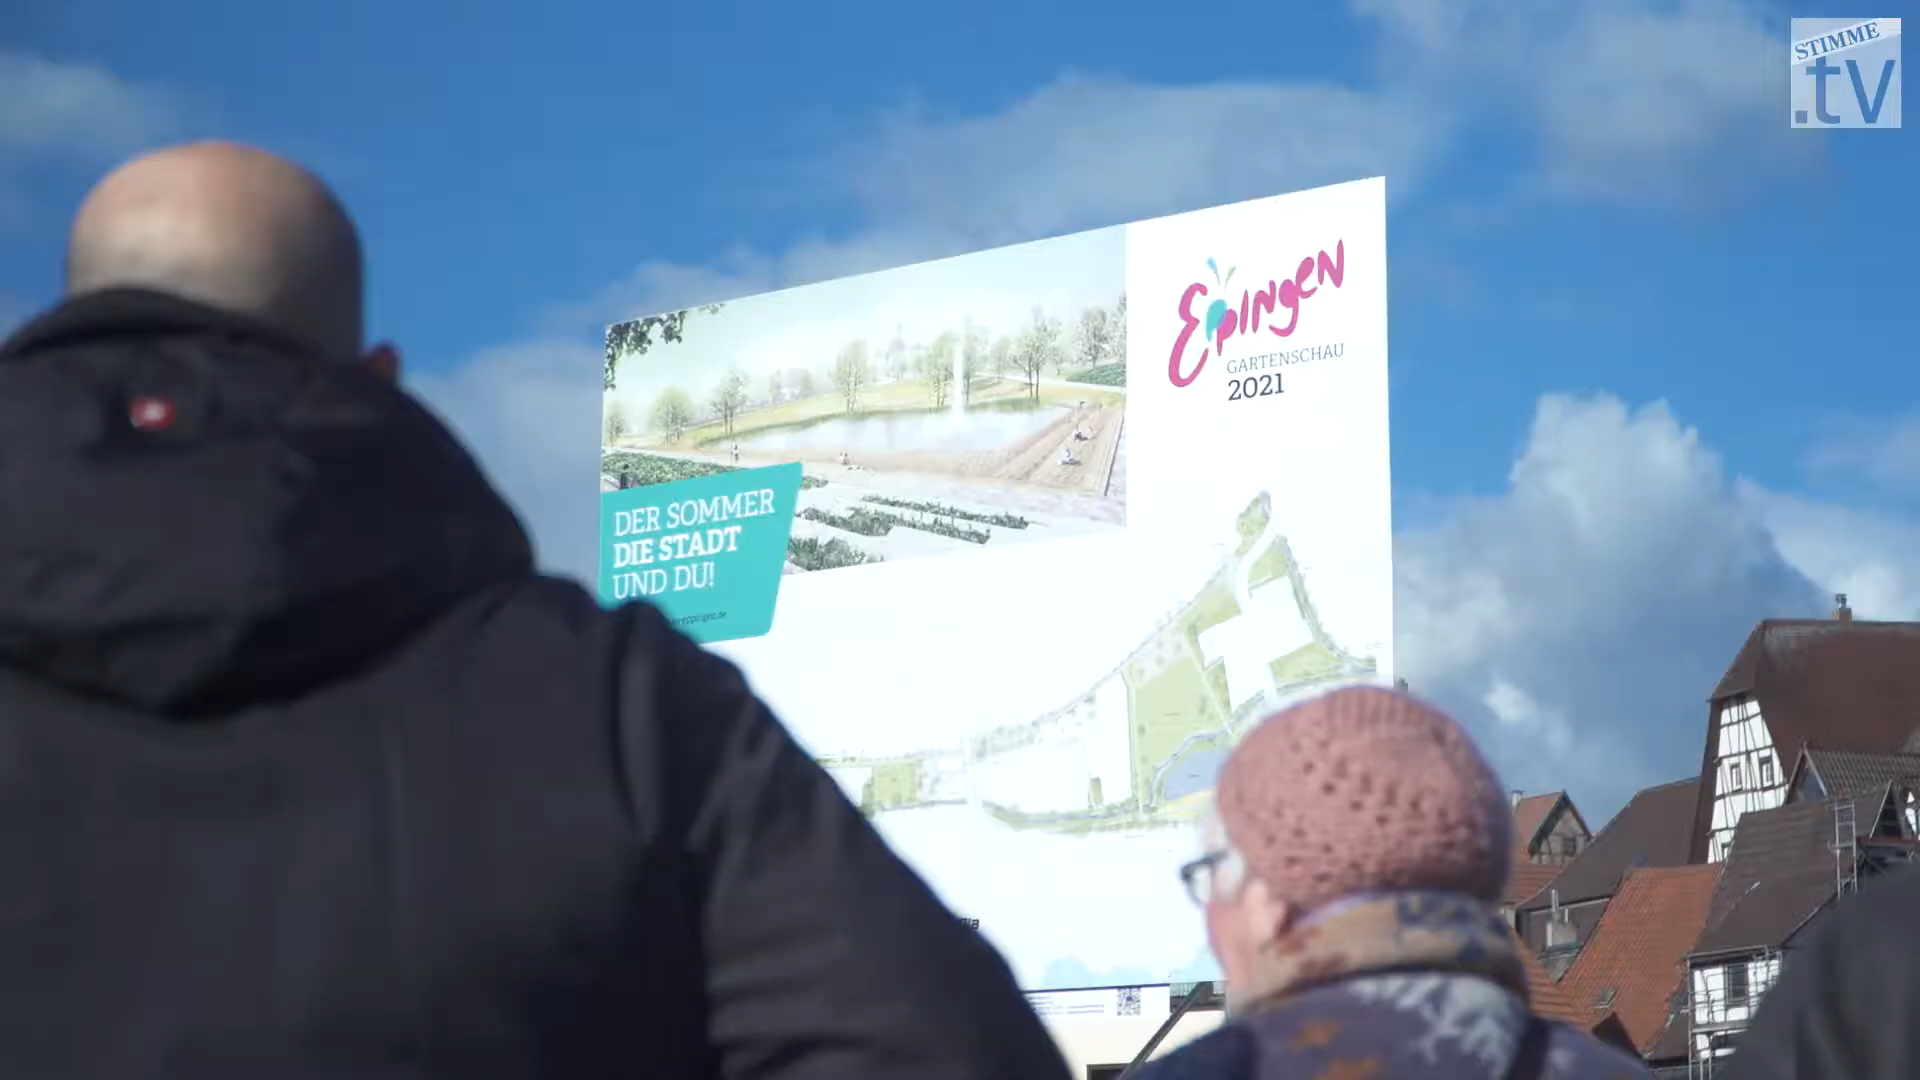 STIMME
.tv
Eppingen
GARTENSCHAU
2021
DER SOMMER
DIE STADT
UND DU!